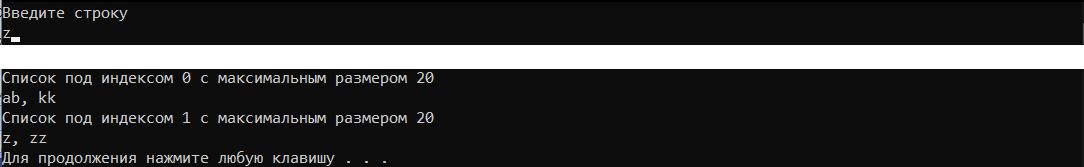 Введите строку
z
Список под индексом 0 с максимальным размером 20
ab, kk
Список под индексом 1 с максимальным размером 20
z, zz
Для продолжения нажмите любую клавишу . . .